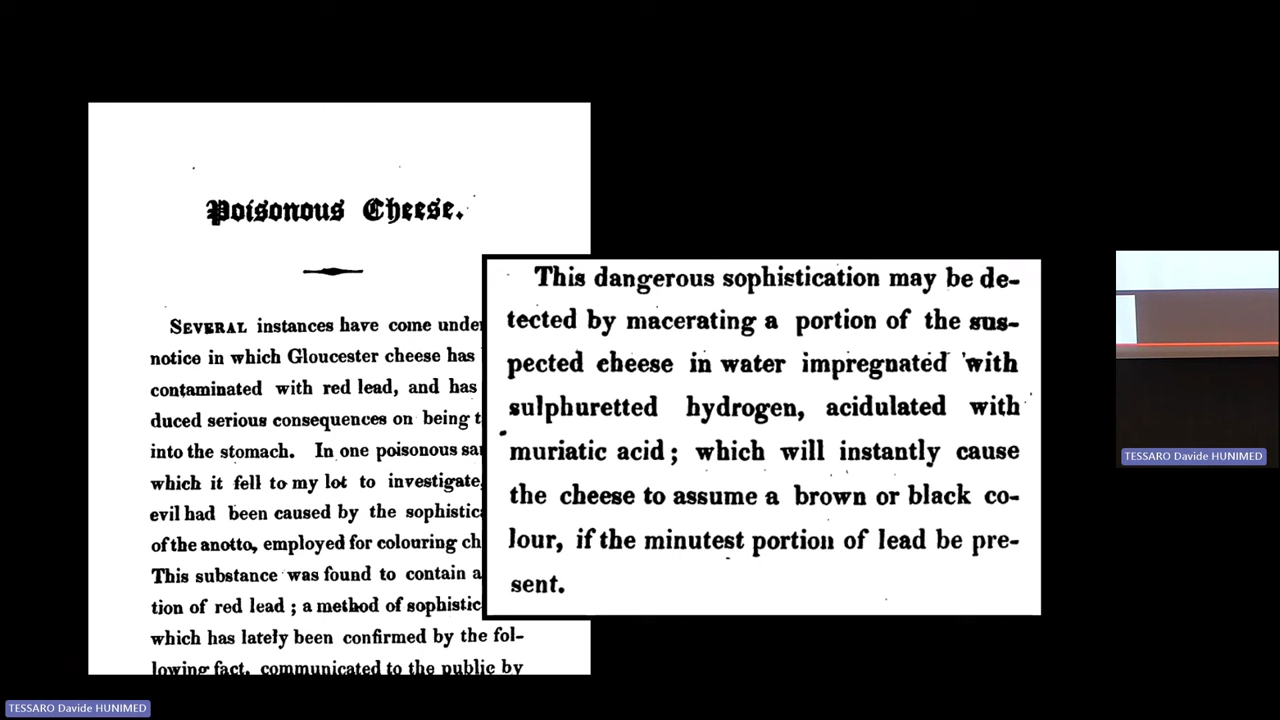 Poisonous Cheese.
SEVERAL instances have come unde
notice in which Gloucester cheese has
contaminated with red lead, and has
duced serious consequences on being t
into the stomach. In one poisonous sa
which it fell to my lot to investigate,
evil had been caused by the sophistic
of the anotto, employed for colouring ch
This substance was found to contain a
tion of red lead; a method of sophistic
which has lately been confirmed by the fol-
lowing fact, communicated to the public by
This dangerous sophistication may be de-
tected by macerating a portion of the sus-
pected cheese in water impregnated with
sulphuretted hydrogen, acidulated with
muriatic acid; which will instantly cause
the cheese to assume a brown or black co-
lour, if the minutest portion of lead be pre-
sent.
TESSARO Davide HUNIMED
TESSARO Davide HUNIMED